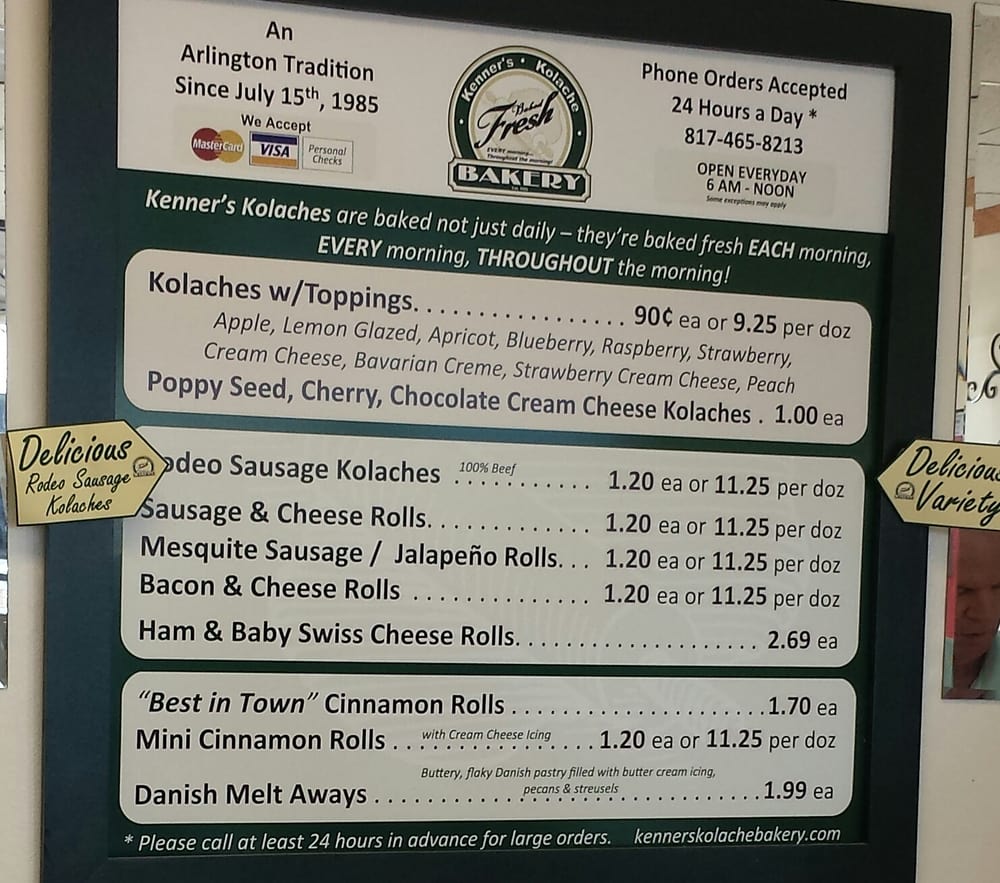 An
Arlington Tradition
Since July 15th, 1985
We Accept
MasterCard
VISA
Personal
Checks
Kenner's • Kolache
Baked
Fresh
EVERY morning...
Throughout the morning!
BAKERY
Phone Orders Accepted
24 Hours a Day *
817-465-8213
OPEN EVERYDAY
6 AM - NOON
Some exceptions may apply
Kenner's Kolaches are baked not just daily – they're baked fresh EACH morning,
EVERY morning, THROUGHOUT the morning!
Kolaches w/Toppings. . . . . . . . . . . . . . . . . 90¢ ea or 9.25 per doz
Apple, Lemon Glazed, Apricot, Blueberry, Raspberry, Strawberry,
Cream Cheese, Bavarian Creme, Strawberry Cream Cheese, Peach
Poppy Seed, Cherry, Chocolate Cream Cheese Kolaches . 1.00 ea
odeo Sausage Kolaches 100% Beef . . . . . . . . . . . 1.20 ea or 11.25 per doz
Sausage & Cheese Rolls. . . . . . . . . . . . . 1.20 ea or 11.25 per doz
Mesquite Sausage / Jalapeño Rolls. . . 1.20 ea or 11.25 per doz
Bacon & Cheese Rolls . . . . . . . . . . . . . . 1.20 ea or 11.25 per doz
Ham & Baby Swiss Cheese Rolls. . . . . . . . . . . . . . . . . . . 2.69 ea
"Best in Town" Cinnamon Rolls . . . . . . . . . . . . . . . . . . . . 1.70 ea
Mini Cinnamon Rolls . . . with Cream Cheese Icing . . . . . . . . . . 1.20 ea or 11.25 per doz
Buttery, flaky Danish pastry filled with butter cream icing,
pecans & streusels
Danish Melt Aways . . . . . . . . . . . . . . . . . . . . . . . . . . . . . . 1.99 ea
* Please call at least 24 hours in advance for large orders. kennerskolachebakery.com
Delicious
Rodeo Sausage
Kolaches
Delicious
Variety